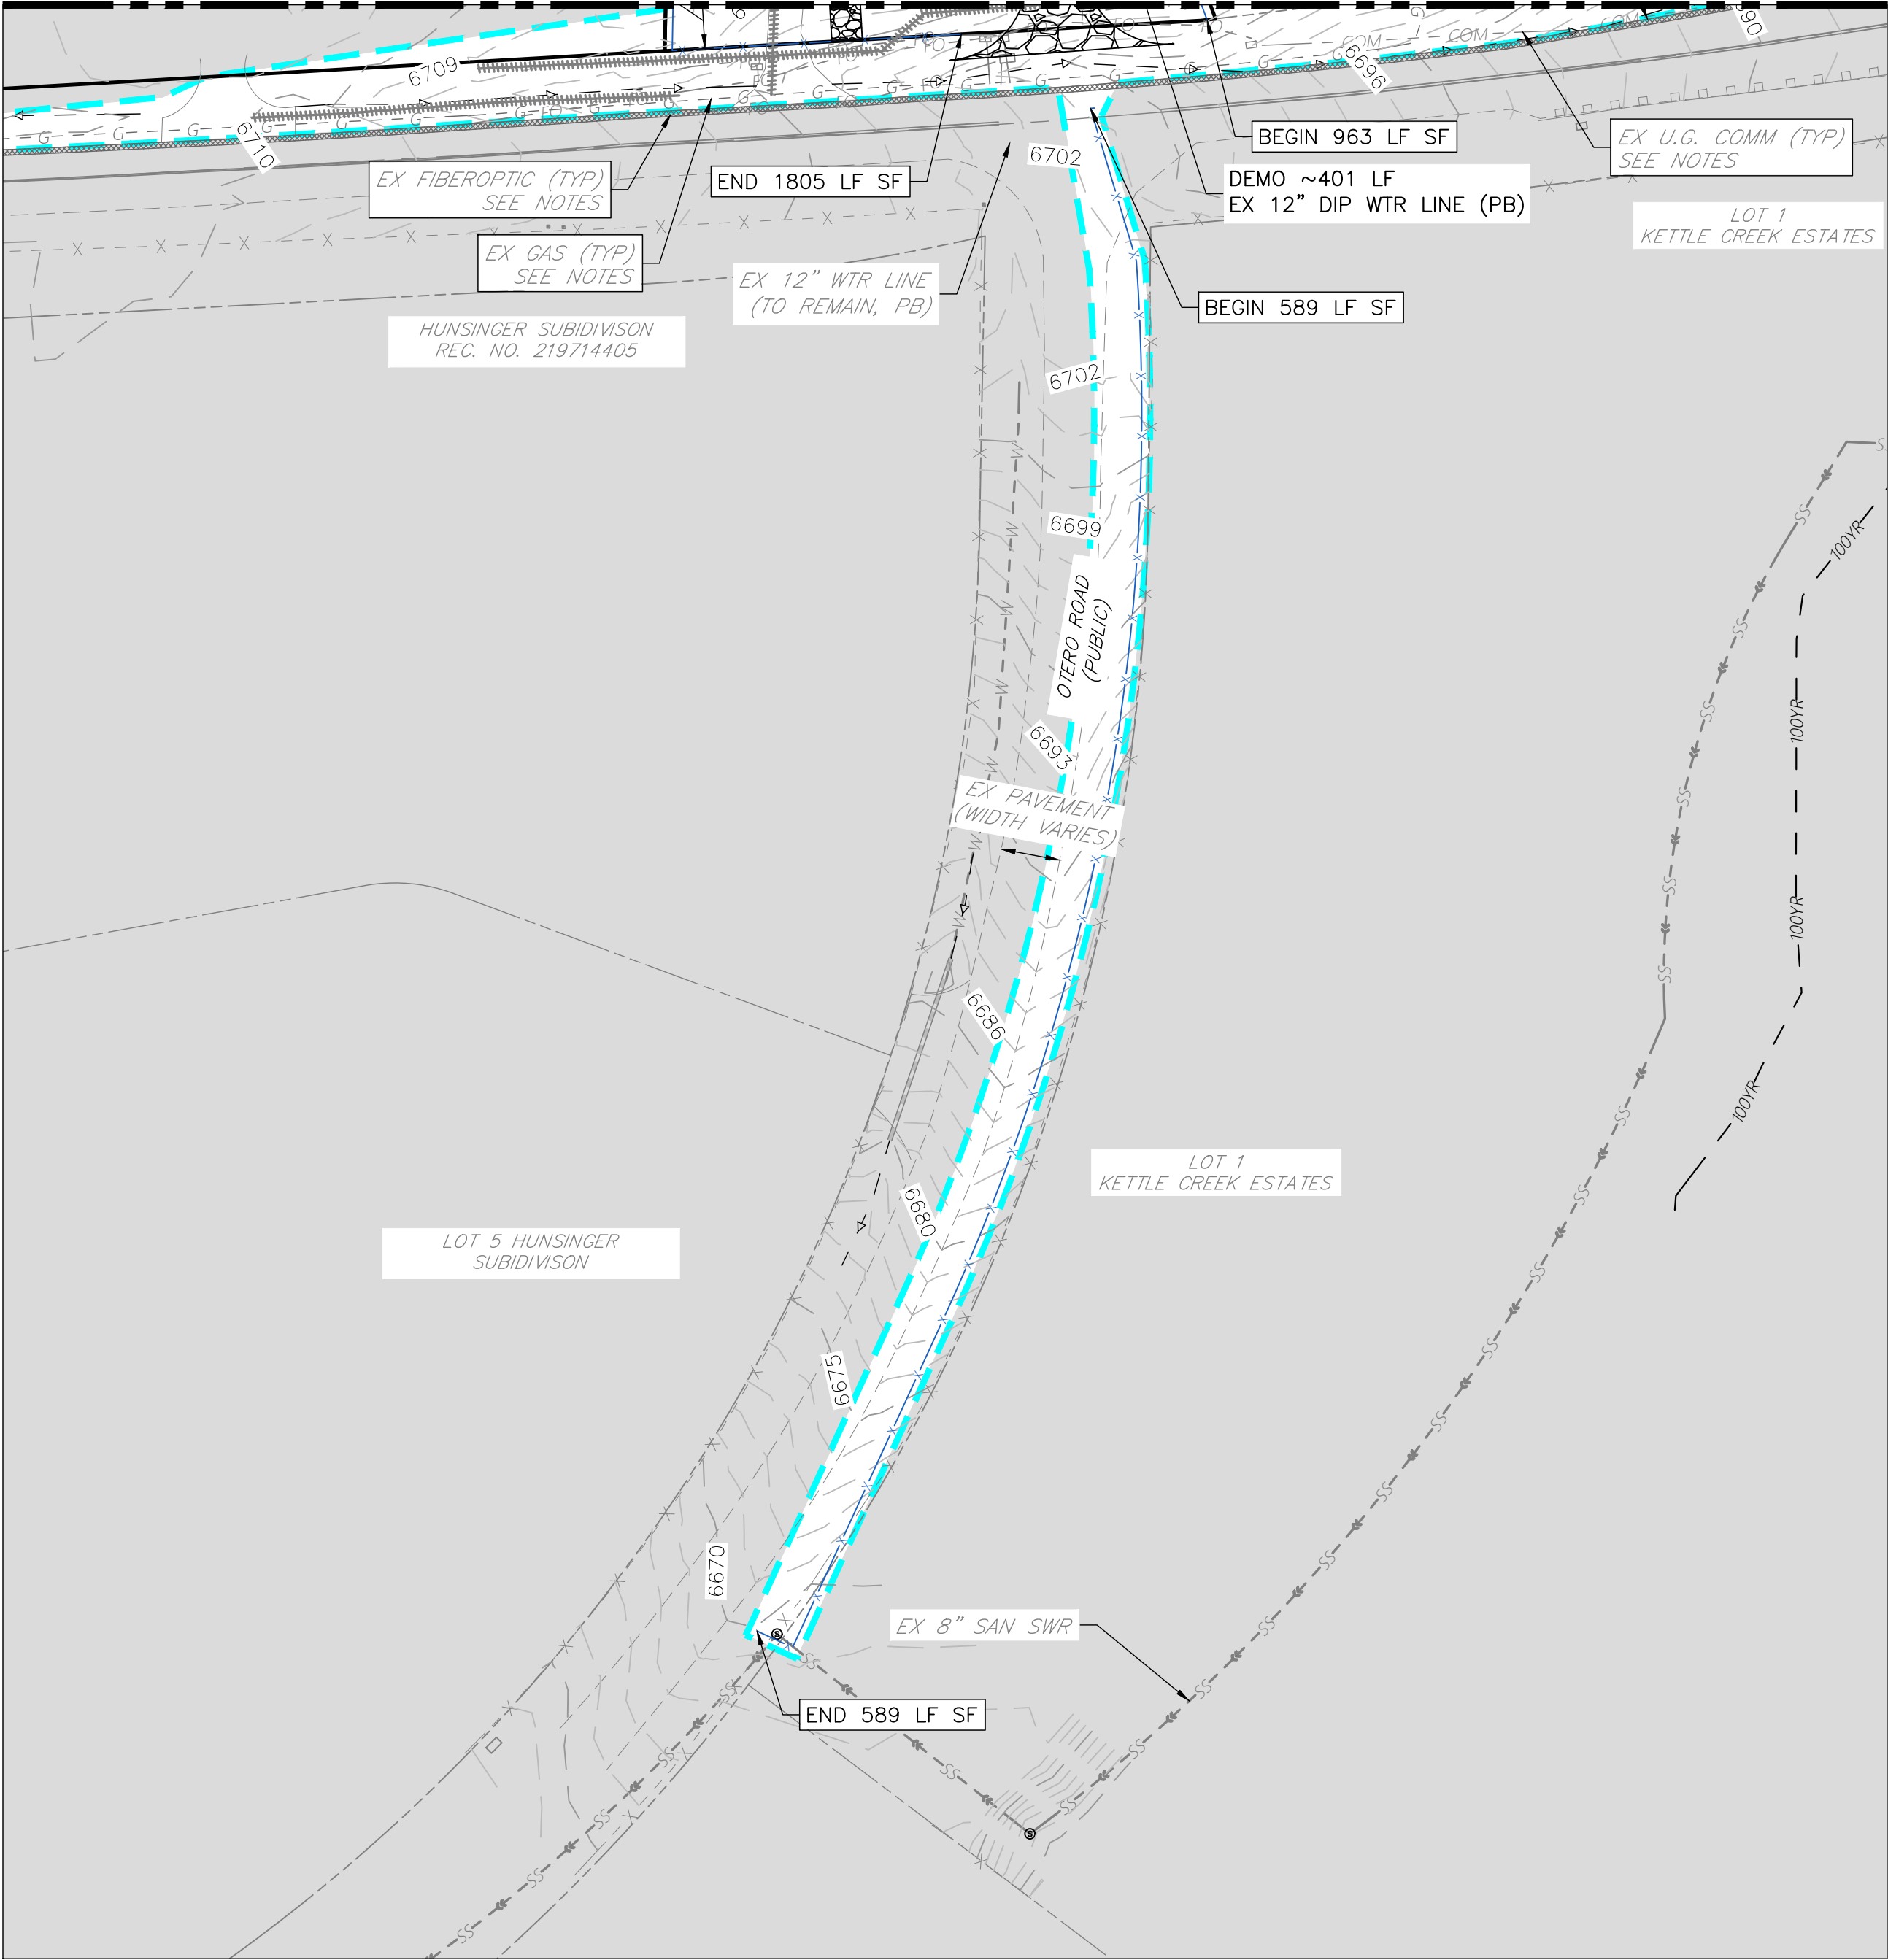 6709
6710
6696
EX FIBEROPTIC (TYP)
SEE NOTES
END 1805 LF SF
6702
BEGIN 963 LF SF
EX U.G. COMM (TYP)
SEE NOTES
DEMO ~401 LF
EX 12" DIP WTR LINE (PB)
LOT 1
KETTLE CREEK ESTATES
EX GAS (TYP)
SEE NOTES
EX 12" WTR LINE
(TO REMAIN, PB)
BEGIN 589 LF SF
HUNSINGER SUBIDIVISON
REC. NO. 219714405
6702
6699
100YR
OTERO ROAD
(PUBLIC)
100YR
6693
EX PAVEMENT
(WIDTH VARIES)
100YR
6686
100YR
LOT 1
KETTLE CREEK ESTATES
6680
LOT 5 HUNSINGER
SUBIDIVISON
6675
6670
EX 8" SAN SWR
END 589 LF SF